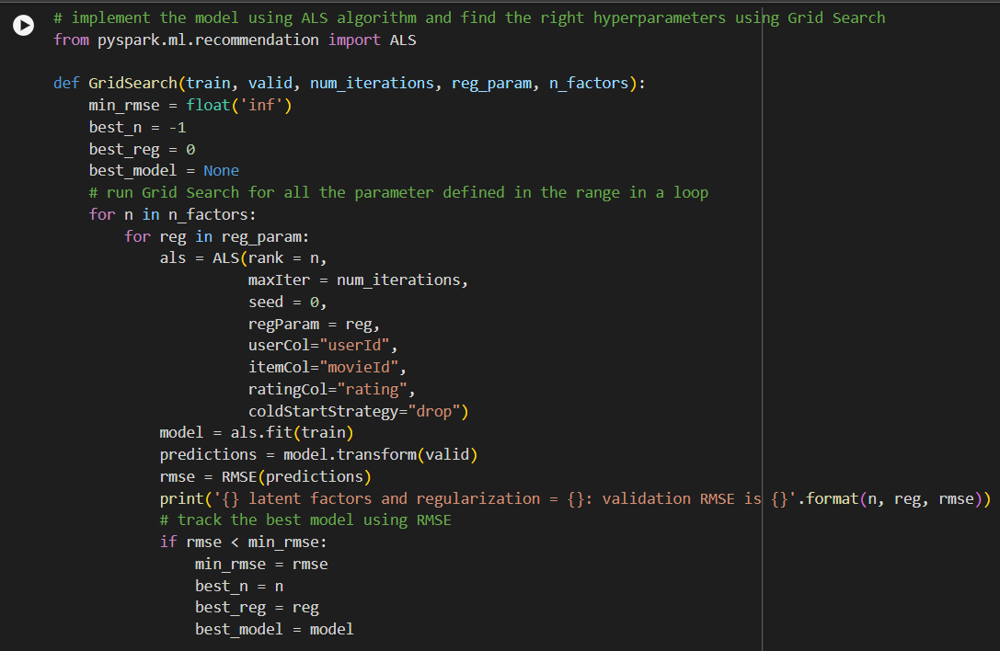 # implement the model using ALS algorithm and find the right hyperparameters using Grid Search
from pyspark.ml.recommendation import ALS

def GridSearch(train, valid, num_iterations, reg_param, n_factors):
    min_rmse = float('inf')
    best_n = -1
    best_reg = 0
    best_model = None
    # run Grid Search for all the parameter defined in the range in a loop
    for n in n_factors:
        for reg in reg_param:
            als = ALS(rank = n,
                      maxIter = num_iterations,
                      seed = 0,
                      regParam = reg,
                      userCol="userId",
                      itemCol="movieId",
                      ratingCol="rating",
                      coldStartStrategy="drop")
            model = als.fit(train)
            predictions = model.transform(valid)
            rmse = RMSE(predictions)
            print('{} latent factors and regularization = {}: validation RMSE is {}'.format(n, reg, rmse))
            # track the best model using RMSE
            if rmse < min_rmse:
                min_rmse = rmse
                best_n = n
                best_reg = reg
                best_model = model